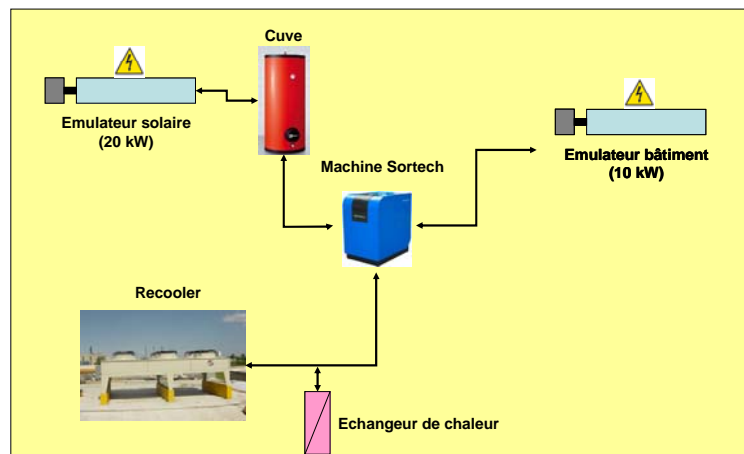 Cuve
Emulateur solaire
(20 kW)
Machine Sortech
Emulateur bâtiment
(10 kW)
Recooler
Echangeur de chaleur